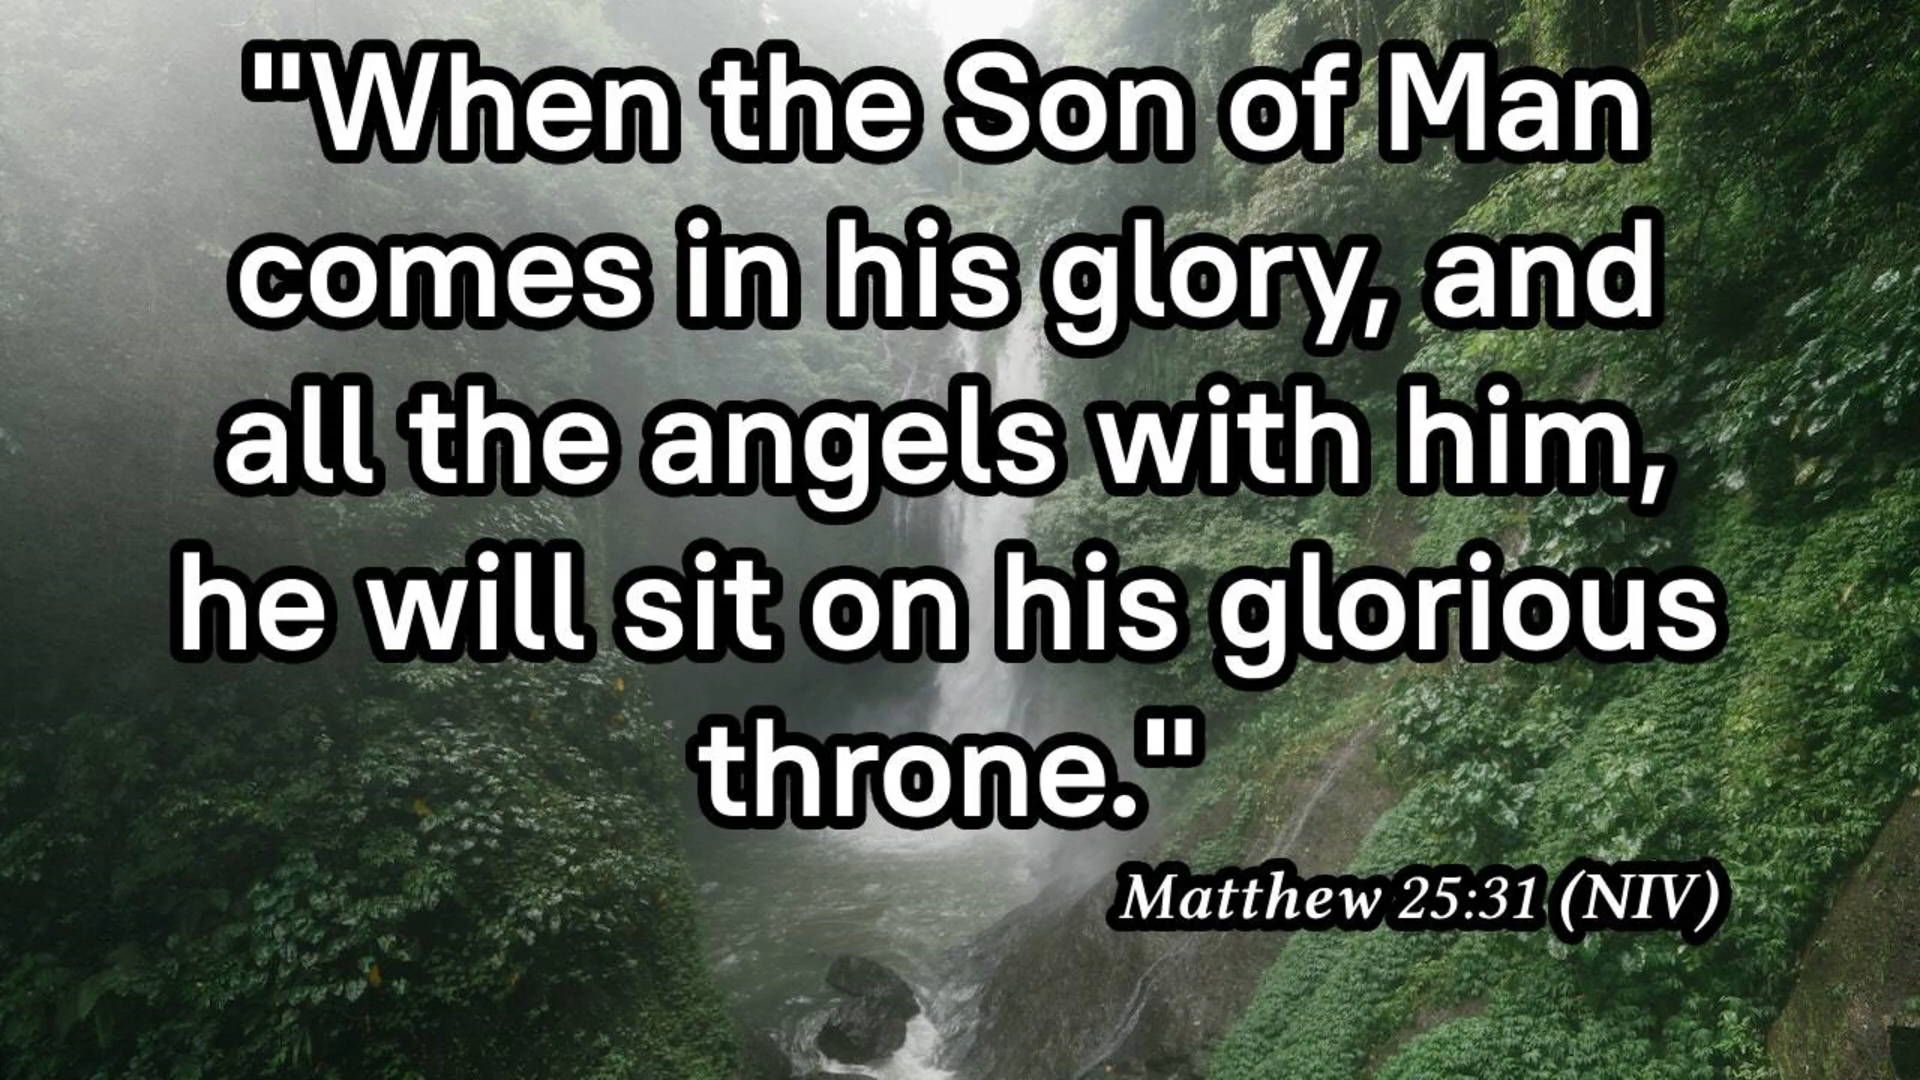 "When the Son of Man
comes in his glory, and
all the angels with him,
he will sit on his glorious
throne."
Matthew 25:31 (NIV)